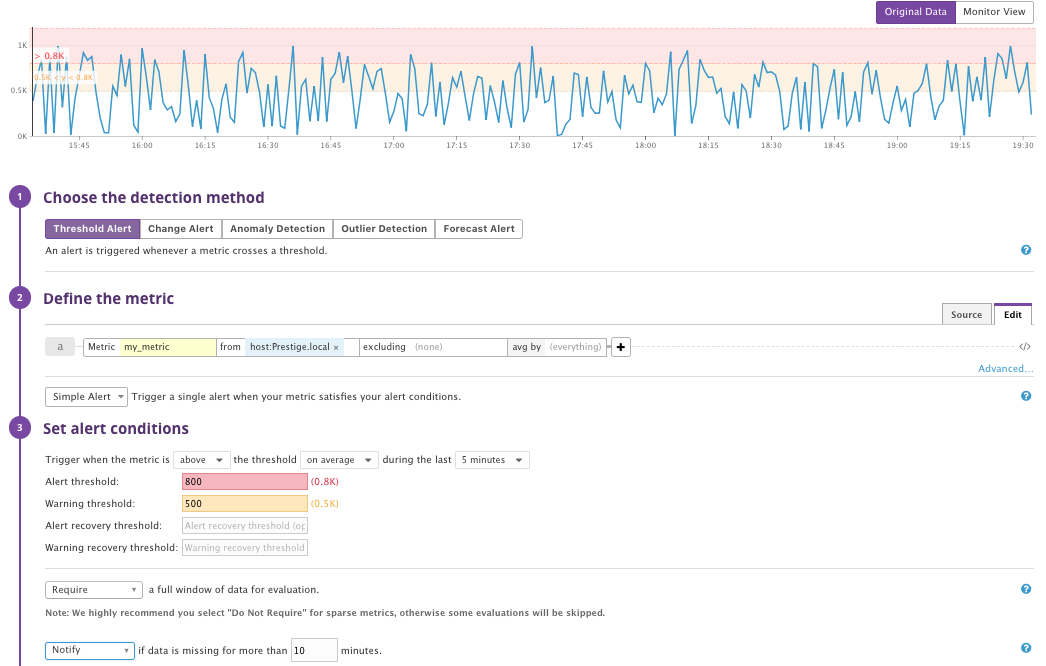 Original Data Monitor View
1K
> 0.8K
0.5K < y < 0.8K
0.5K
0K
15:45 16:00 16:15 16:30 16:45 17:00 17:15 17:30 17:45 18:00 18:15 18:30 18:45 19:00 19:15 19:30
1 Choose the detection method
Threshold Alert Change Alert Anomaly Detection Outlier Detection Forecast Alert
An alert is triggered whenever a metric crosses a threshold. ?
2 Define the metric
Source Edit
a Metric my_metric from host:Prestige.local × excluding (none) avg by (everything) + </>
Advanced...
Simple Alert Trigger a single alert when your metric satisfies your alert conditions. ?
3 Set alert conditions
Trigger when the metric is above the threshold on average during the last 5 minutes
Alert threshold: 800 (0.8K)
Warning threshold: 500 (0.5K)
Alert recovery threshold: Alert recovery threshold (op
Warning recovery threshold: Warning recovery threshold
Require a full window of data for evaluation. ?
Note: We highly recommend you select "Do Not Require" for sparse metrics, otherwise some evaluations will be skipped.
Notify if data is missing for more than 10 minutes. ?